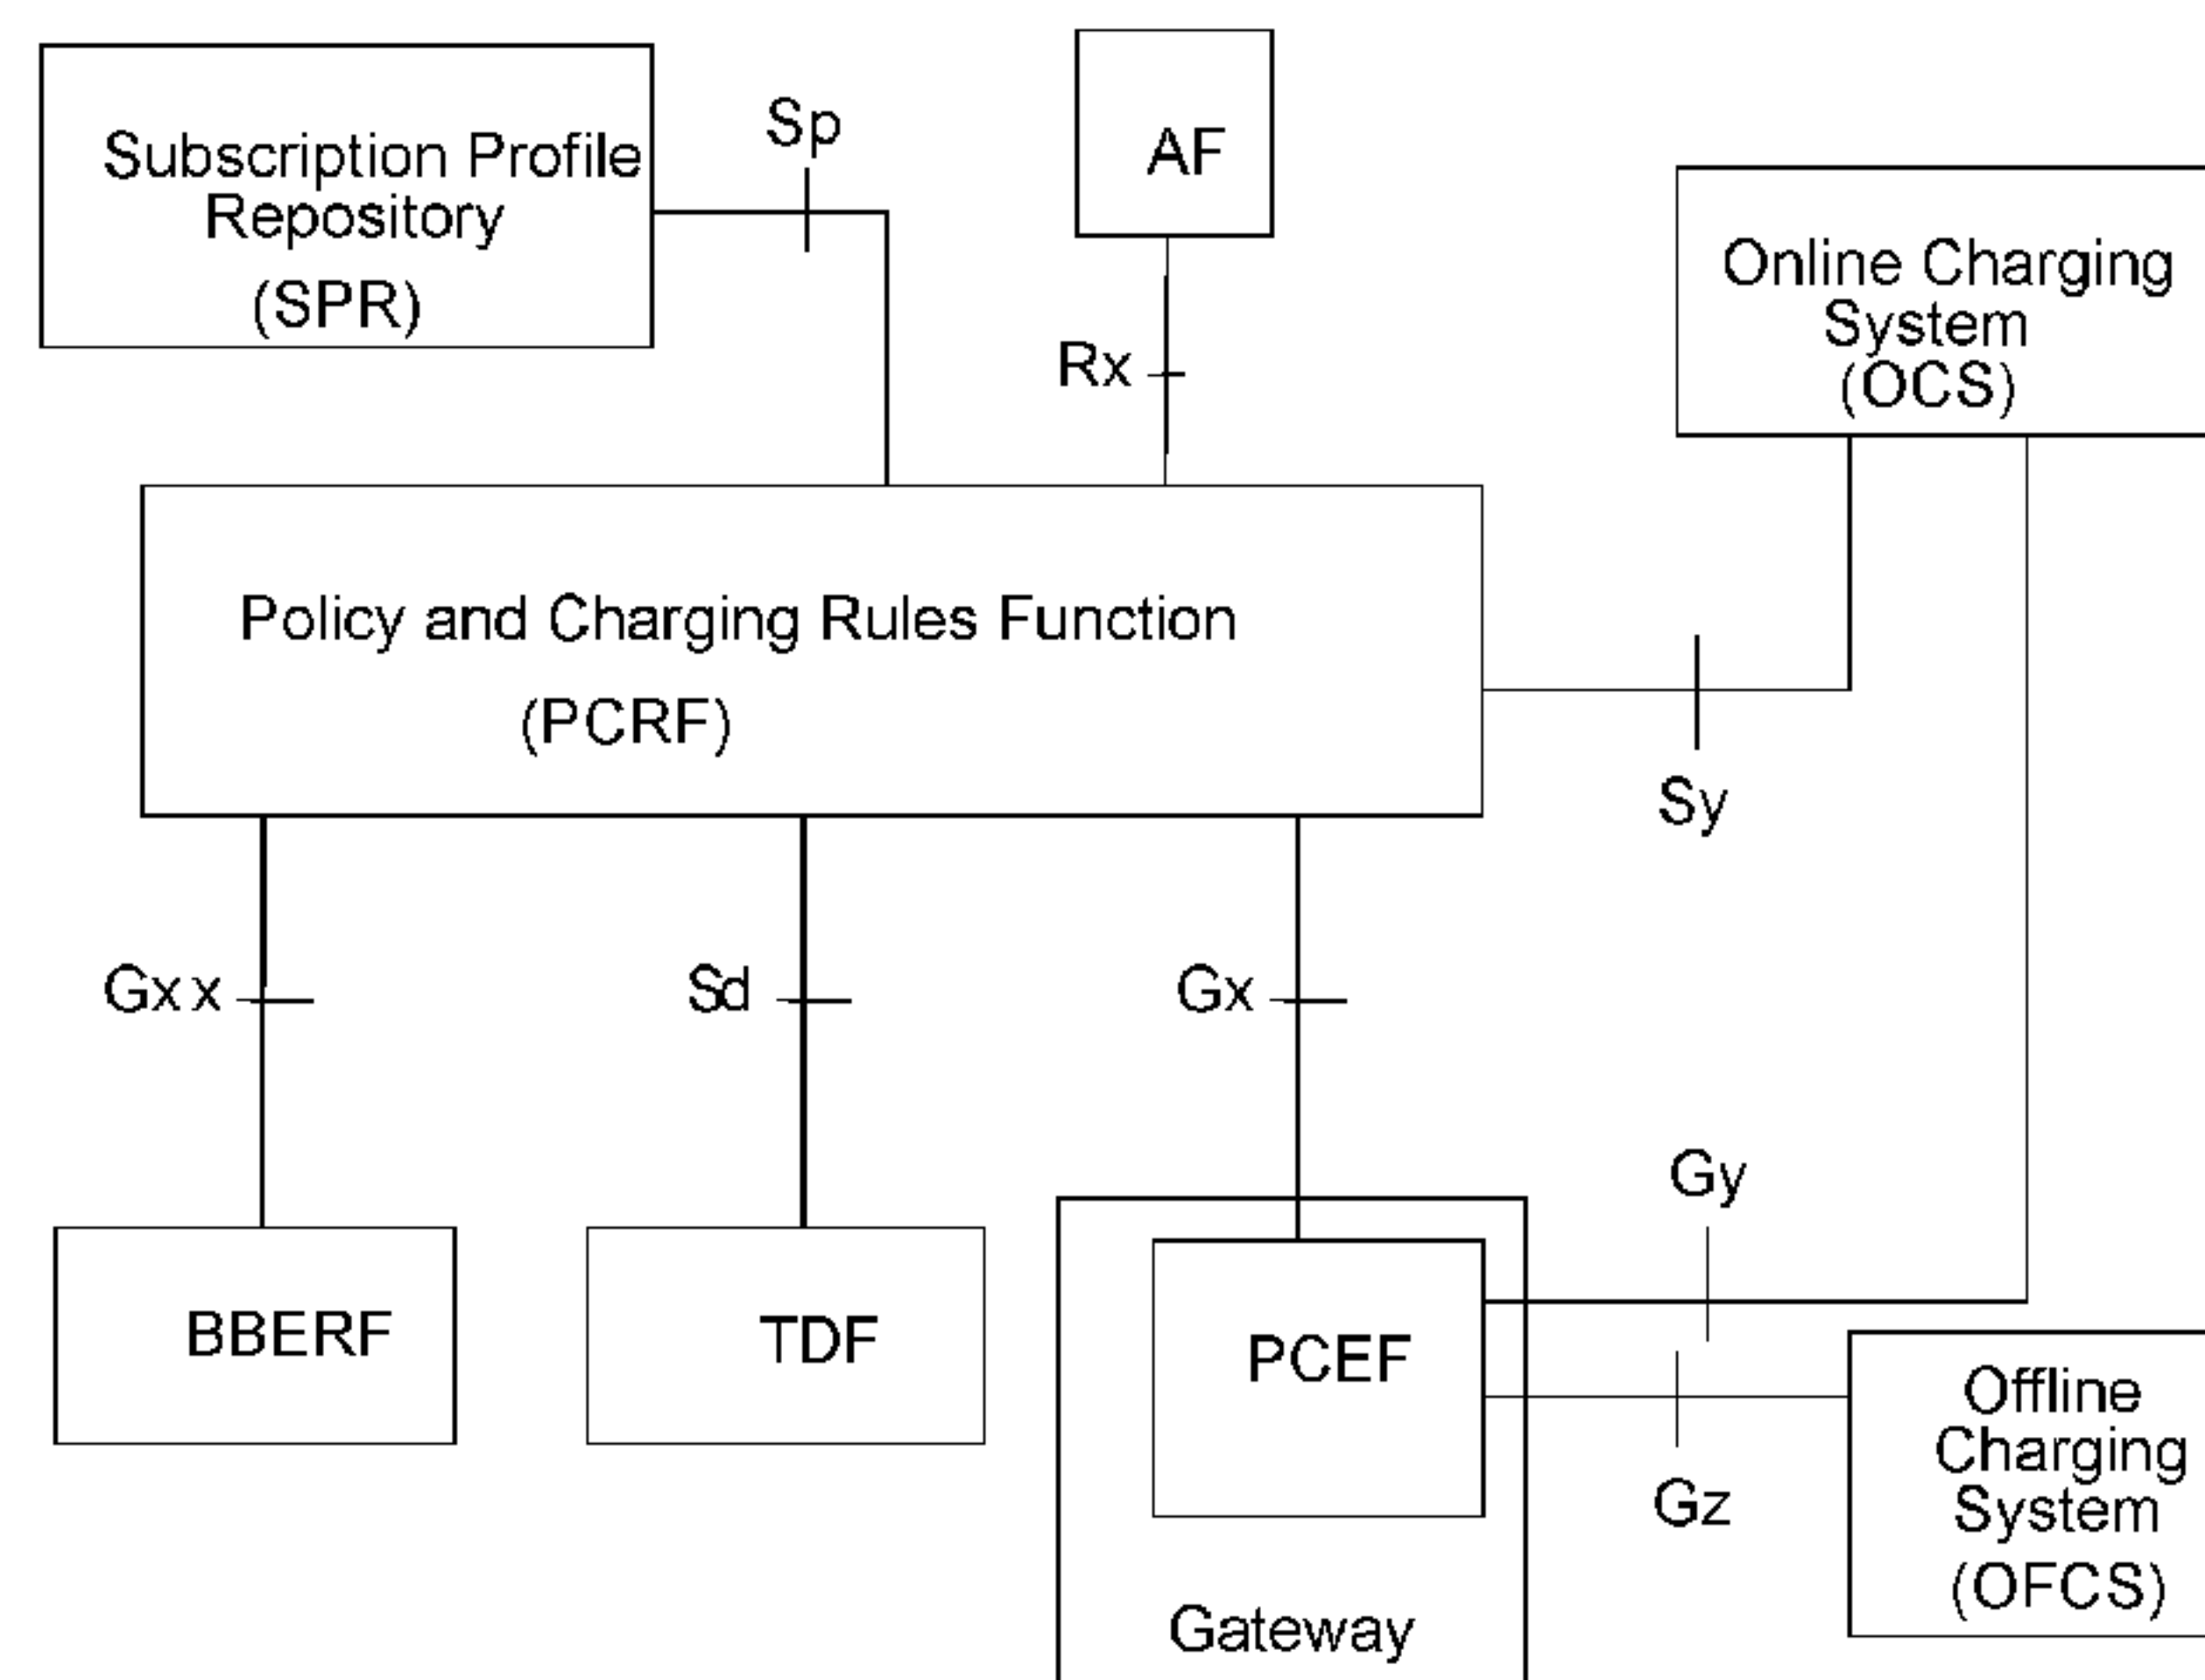 Subscription Profile
Repository
(SPR)
Sp
AF
Rx
Online Charging
System
(OCS)
Policy and Charging Rules Function
(PCRF)
Sy
Gxx
Sd
Gx
Gy
BBERF
TDF
PCEF
Gz
Gateway
Offline
Charging
System
(OFCS)